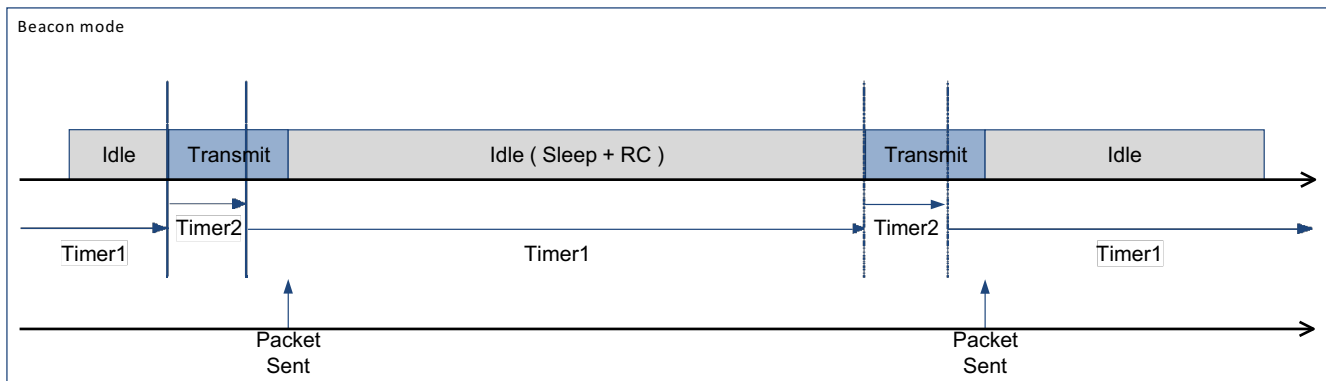 Beacon mode
Idle
Transmit
Idle ( Sleep + RC )
Transmit
Idle
Timer2
Timer2
Timer1
Timer1
Timer1
Packet
Sent
Packet
Sent